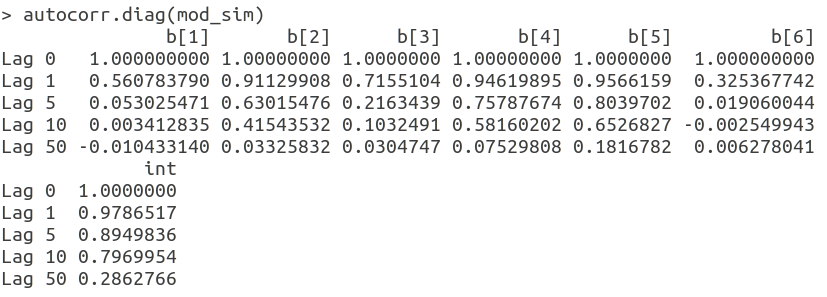 > autocorr.diag(mod_sim)
               b[1]       b[2]      b[3]       b[4]      b[5]         b[6]
Lag 0   1.000000000 1.00000000 1.0000000 1.00000000 1.0000000  1.000000000
Lag 1   0.560783790 0.91129908 0.7155104 0.94619895 0.9566159  0.325367742
Lag 5   0.053025471 0.63015476 0.2163439 0.75787674 0.8039702  0.019060044
Lag 10  0.003412835 0.41543532 0.1032491 0.58160202 0.6526827 -0.002549943
Lag 50 -0.010433140 0.03325832 0.0304747 0.07529808 0.1816782  0.006278041
             int
Lag 0  1.0000000
Lag 1  0.9786517
Lag 5  0.8949836
Lag 10 0.7969954
Lag 50 0.2862766